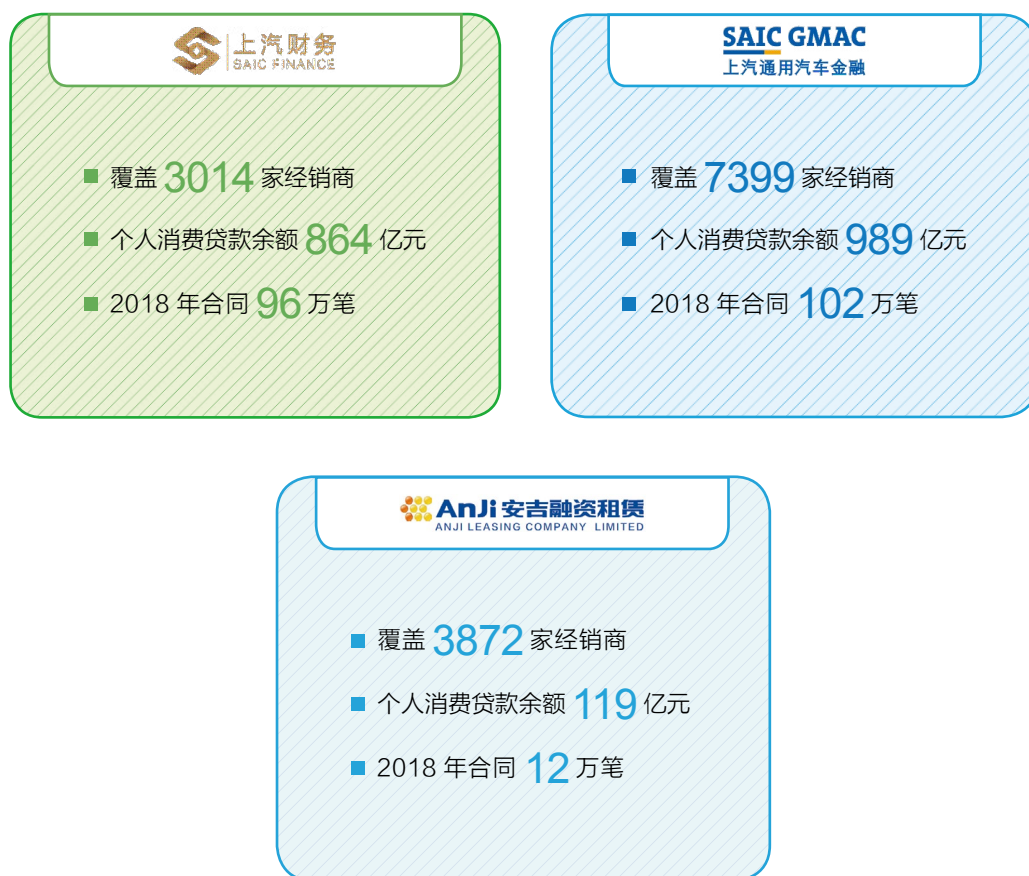 上汽财务
SAIC FINANCE
覆盖 3014 家经销商
个人消费贷款余额 864 亿元
2018 年合同 96 万笔
SAIC GMAC
上汽通用汽车金融
覆盖 7399 家经销商
个人消费贷款余额 989 亿元
2018 年合同 102 万笔
AnJi 安吉融资租赁
ANJI LEASING COMPANY LIMITED
覆盖 3872 家经销商
个人消费贷款余额 119 亿元
2018 年合同 12 万笔